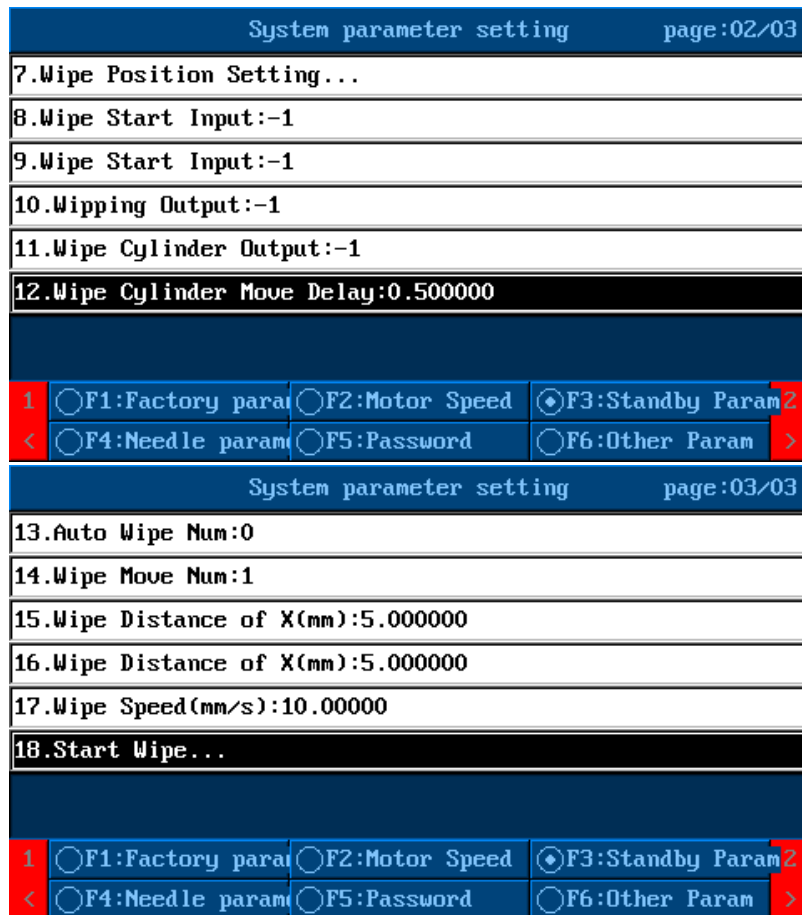 System parameter setting page:02/03
7.Wipe Position Setting...
8.Wipe Start Input:-1
9.Wipe Start Input:-1
10.Wipping Output:-1
11.Wipe Cylinder Output:-1
12.Wipe Cylinder Move Delay:0.500000
1 F1:Factory para F2:Motor Speed F3:Standby Param 2
< F4:Needle param F5:Password F6:Other Param >
System parameter setting page:03/03
13.Auto Wipe Num:0
14.Wipe Move Num:1
15.Wipe Distance of X(mm):5.000000
16.Wipe Distance of X(mm):5.000000
17.Wipe Speed(mm/s):10.00000
18.Start Wipe...
1 F1:Factory para F2:Motor Speed F3:Standby Param 2
< F4:Needle param F5:Password F6:Other Param >